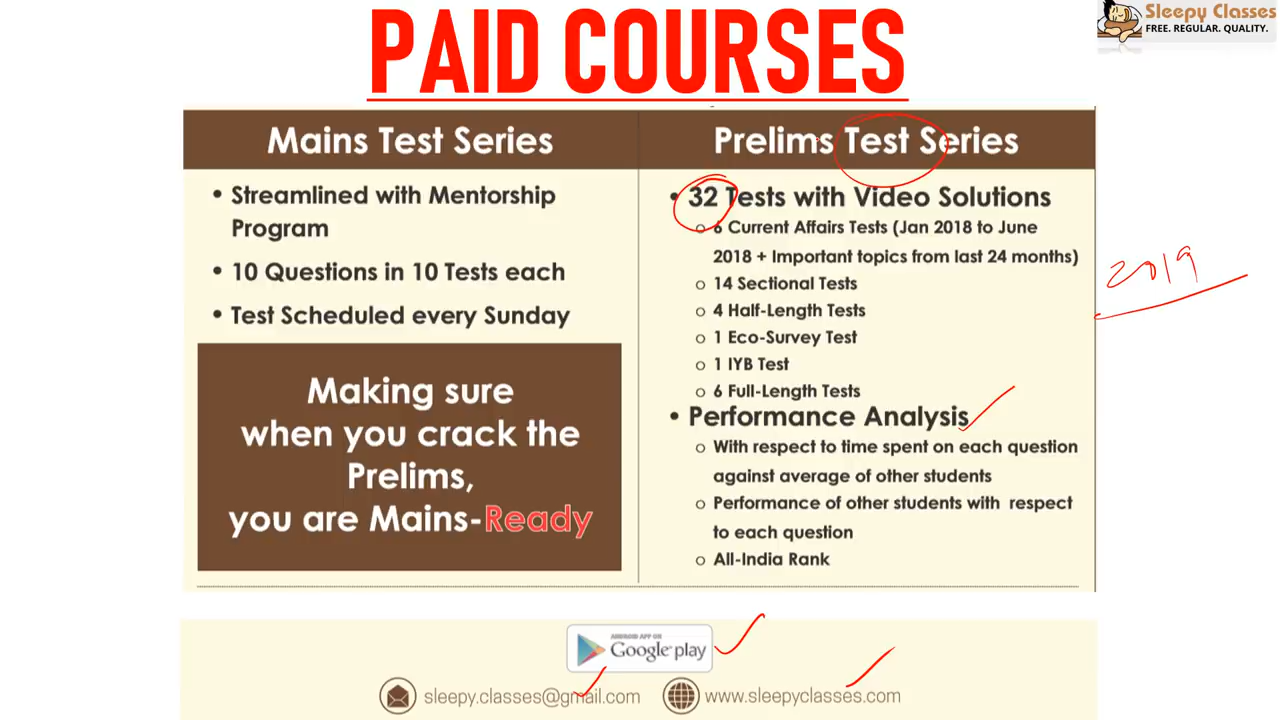 PAID COURSES
Sleepy Classes
FREE. REGULAR. QUALITY.
Mains Test Series
• Streamlined with Mentorship
Program
• 10 Questions in 10 Tests each
• Test Scheduled every Sunday
Making sure
when you crack the
Prelims,
you are Mains-Ready
Prelims Test Series
• 32 Tests with Video Solutions
o 6 Current Affairs Tests (Jan 2018 to June
2018 + Important topics from last 24 months)
o 14 Sectional Tests
o 4 Half-Length Tests
o 1 Eco-Survey Test
o 1 IYB Test
o 6 Full-Length Tests
• Performance Analysis
o With respect to time spent on each question
against average of other students
o Performance of other students with respect
to each question
o All-India Rank
2019
ANDROID APP ON
Google play
sleepy.classes@gmail.com
www.sleepyclasses.com